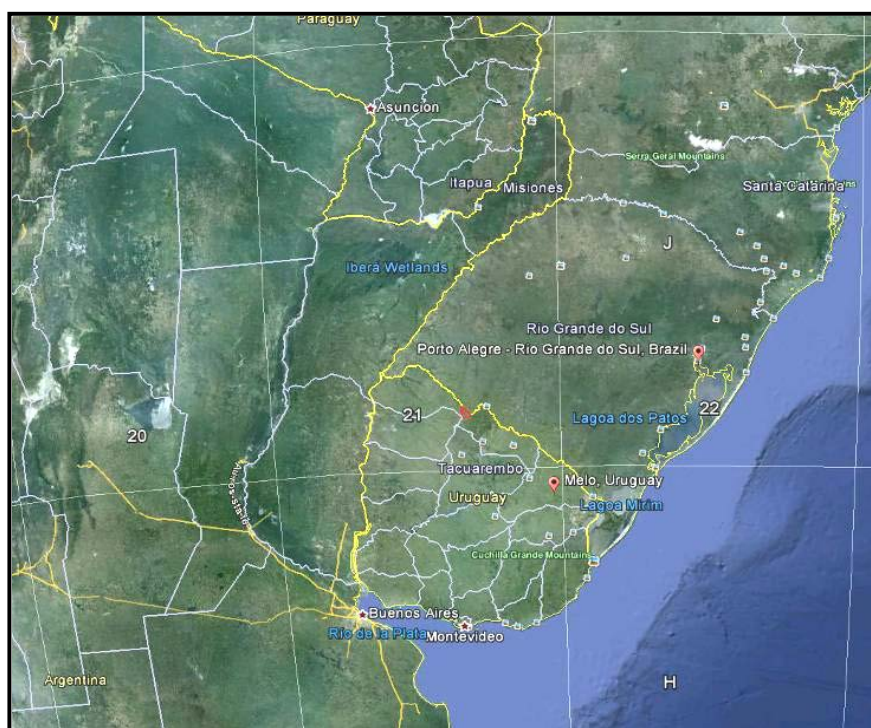 Paraguay
Asuncion
Serra Geral Mountains
Itapua
Misiones
Santa Catarina
J
Ibera Wetlands
Rio Grande do Sul
Porto Alegre - Rio Grande do Sul, Brazil
21
22
20
Lagoa dos Patos
Tacuarembo
Melo, Uruguay
Uruguay
Lagoa Mirim
Cuchilla Grande Mountains
Buenos Aires
Rio de la Plata
Montevideo
Argentina
H